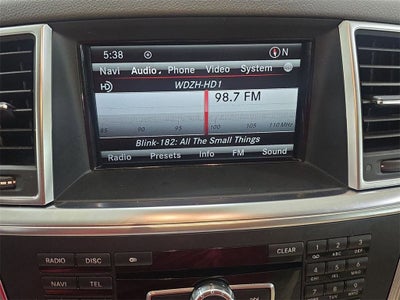 5:38 N
Navi Audio Phone Video System
HD WDZH-HD1
98.7 FM
85 90 95 100 110 MHz
Blink-182: All The Small Things
Radio Presets Info FM Sound
RADIO DISC CLEAR 1 2 3
NAVI TEL 4 5 6
7 8 9